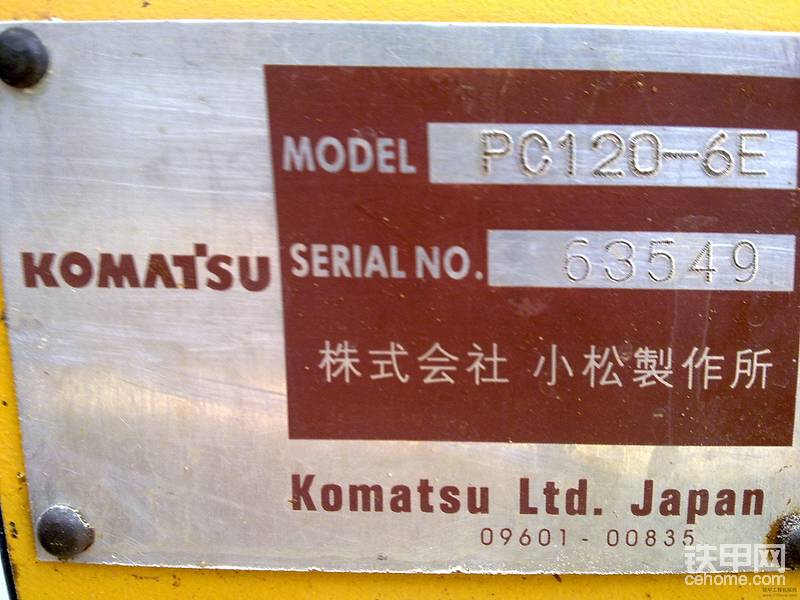 MODEL PC120-6E
KOMATSU
SERIAL NO. 63549
株式会社 小松製作所
Komatsu Ltd. Japan
09601 - 00835
铁甲网
cehome.com